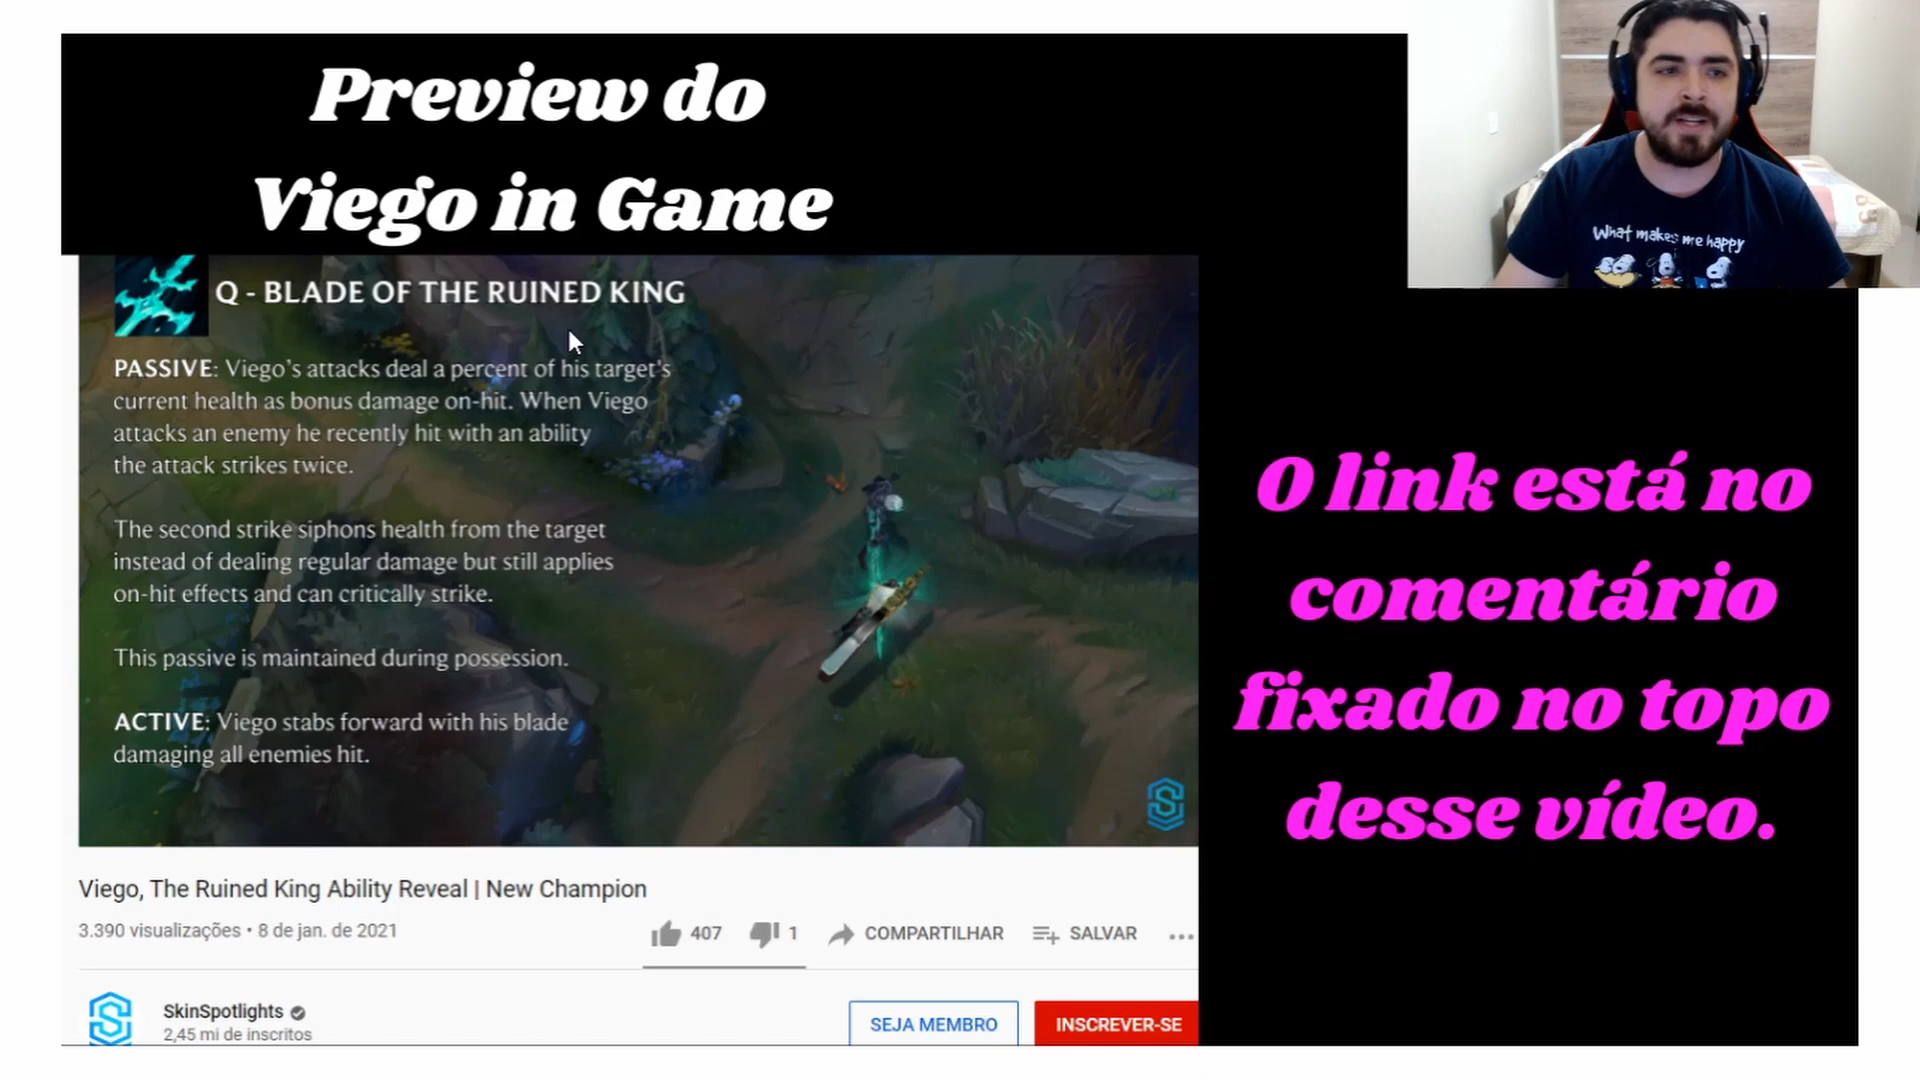 Preview do
Viego in Game
What makes me happy
Q - BLADE OF THE RUINED KING
PASSIVE: Viego's attacks deal a percent of his target's
current health as bonus damage on-hit. When Viego
attacks an enemy he recently hit with an ability
the attack strikes twice.
The second strike siphons health from the target
instead of dealing regular damage but still applies
on-hit effects and can critically strike.
This passive is maintained during possession.
ACTIVE: Viego stabs forward with his blade
damaging all enemies hit.
O link está no
comentário
fixado no topo
desse vídeo.
Viego, The Ruined King Ability Reveal | New Champion
3.390 visualizações • 8 de jan. de 2021
407
1
COMPARTILHAR
SALVAR
SkinSpotlights
2,45 mi de inscritos
SEJA MEMBRO
INSCREVER-SE